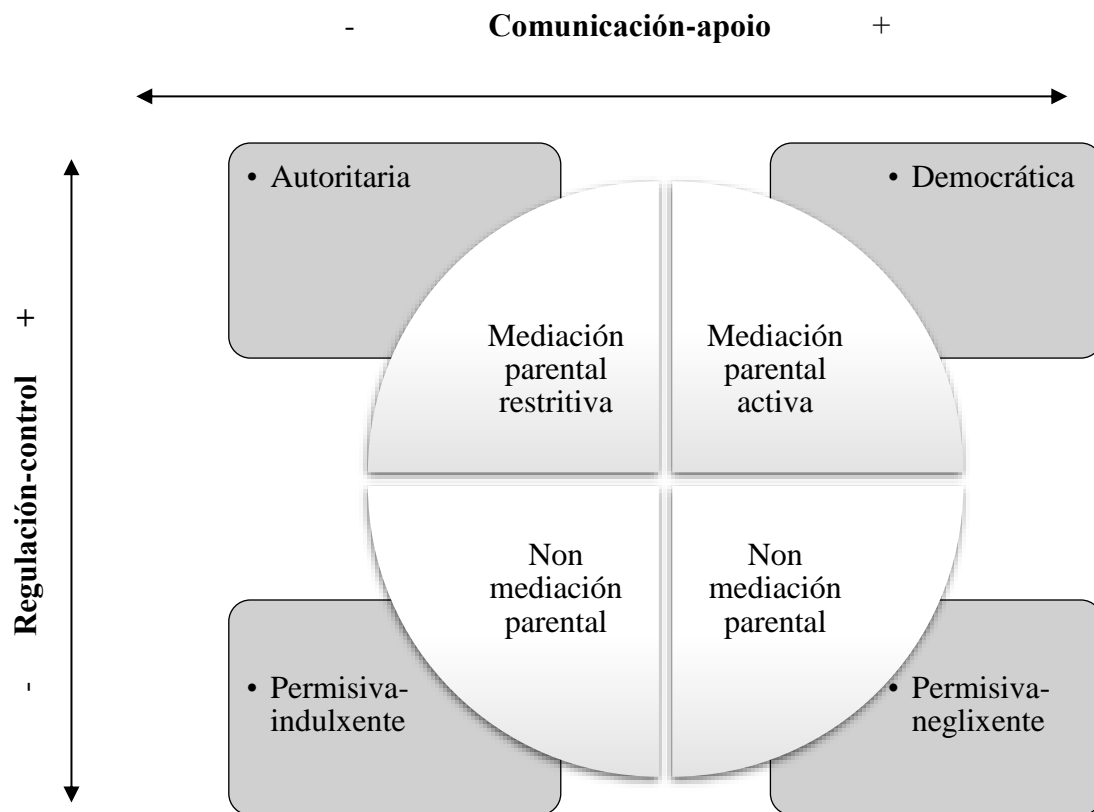 - Comunicación-apoio +
• Autoritaria
• Democrática
Mediación
parental
restritiva
Mediación
parental
activa
- Regulación-control +
Non
mediación
parental
Non
mediación
parental
• Permisiva-
indulxente
• Permisiva-
neglixente